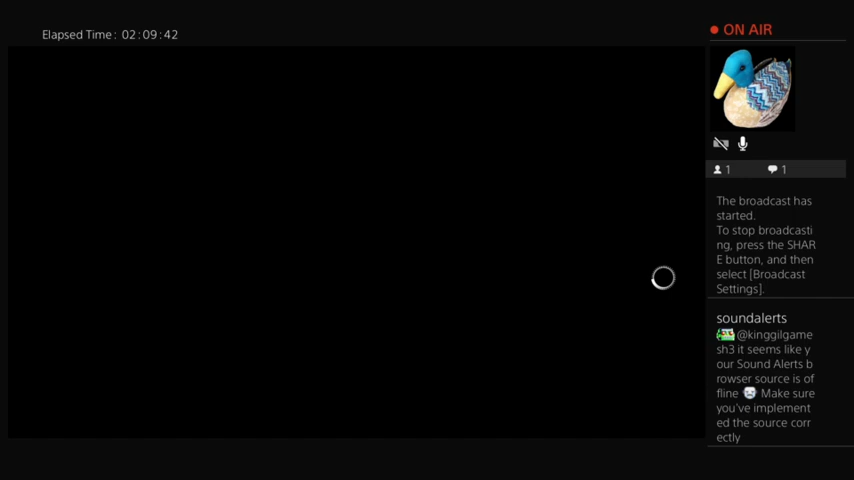 Elapsed Time: 02:09:42
ON AIR
1 1
The broadcast has
started.
To stop broadcasti
ng, press the SHAR
E button, and then
select [Broadcast
Settings].
soundalerts
@kinggilgame
sh3 it seems like y
our Sound Alerts b
rowser source is of
fline Make sure
you've implement
ed the source corr
ectly